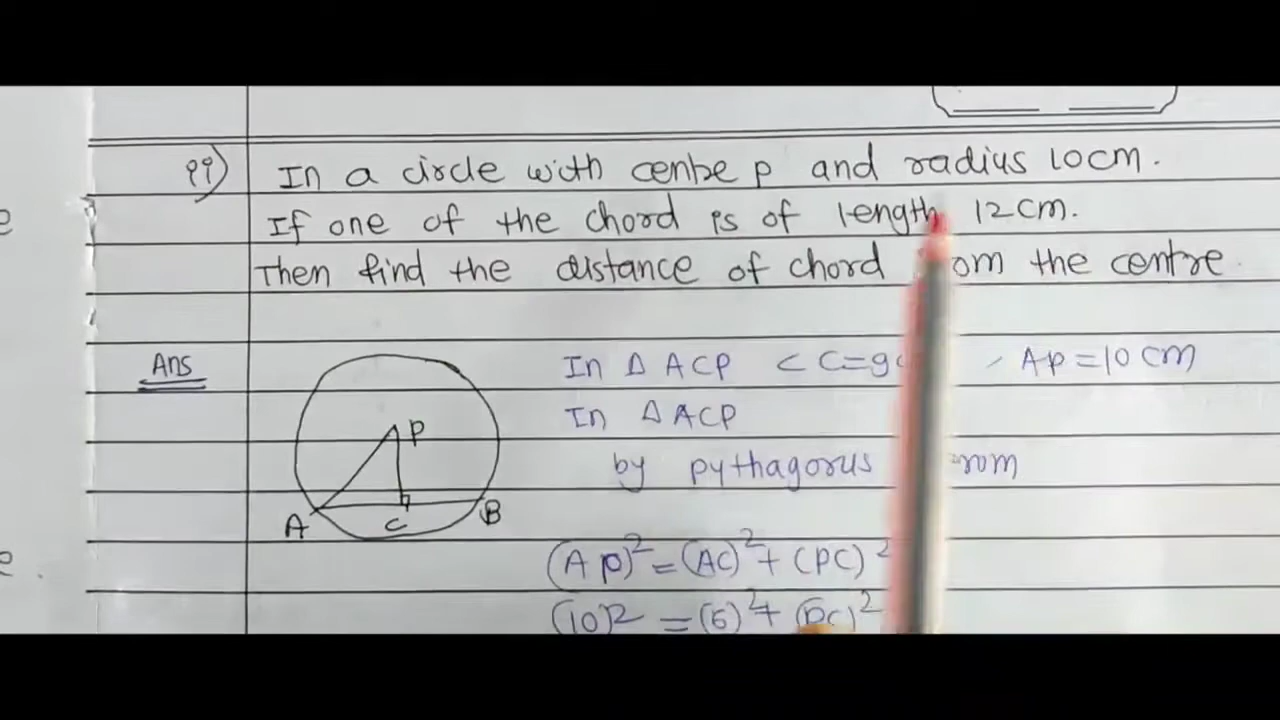 In a circle with centre p and radius 10cm.
If one of the chord is of length 12cm.
Then find the distance of chord the centre
Ans
In Δ ACP < C=90 Ap=10 cm
In Δ ACP
by pythagorus
P
A C B
(Ap)²=(AC)²+(PC)²
(10)2 =(6)²+(PC)²